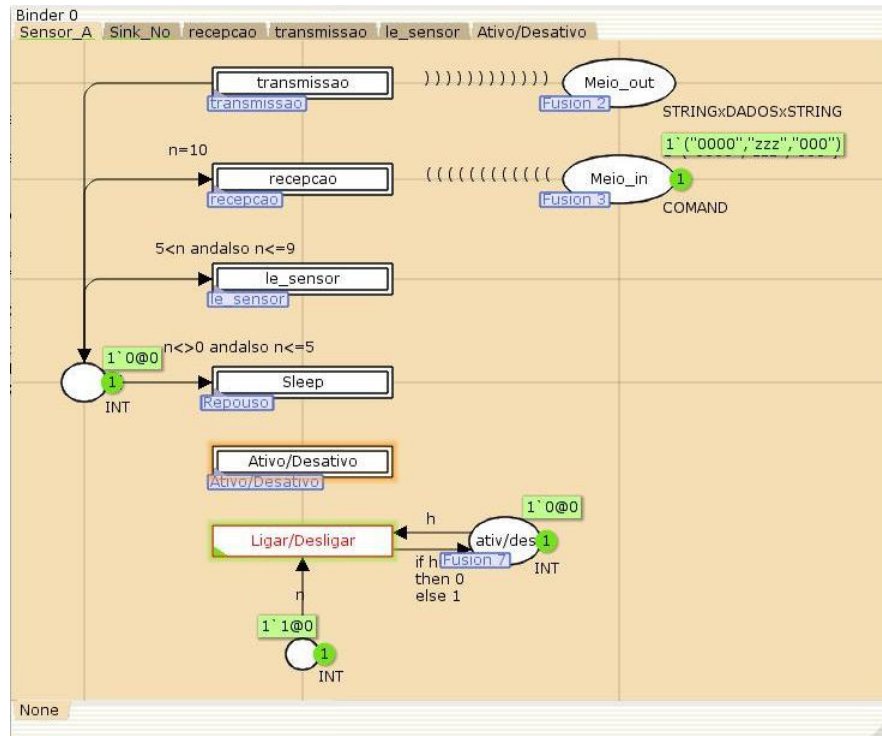 Binder 0
Sensor_A Sink_No recepcao transmissao le_sensor Ativo/Desativo
transmissao
))))))))))))
Meio_out
transmissao
Fusion 2
STRINGxDADOSxSTRING
1`("0000","zzz","000")
n=10
recepcao
((((((((((((
Meio_in
1
recepcao
Fusion 3
COMAND
5<n andalso n<=9
le_sensor
le_sensor
n<>0 andalso n<=5
1`0@0
1
Sleep
INT
Repouso
Ativo/Desativo
Ativo/Desativo
1`0@0
h
Ligar/Desligar
ativ/des
1
if h
Fusion 7
INT
then 0
else 1
n
1`1@0
1
INT
None